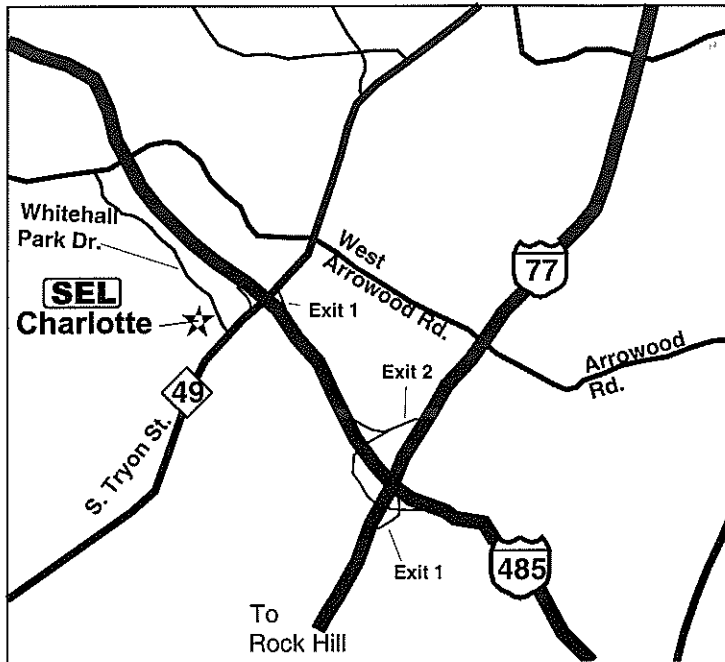 Whitehall
Park Dr.
SEL
Charlotte
49
S. Tryon St.
Exit 1
West
Arrowood Rd.
77
Arrowood
Rd.
Exit 2
Exit 1
485
To
Rock Hill